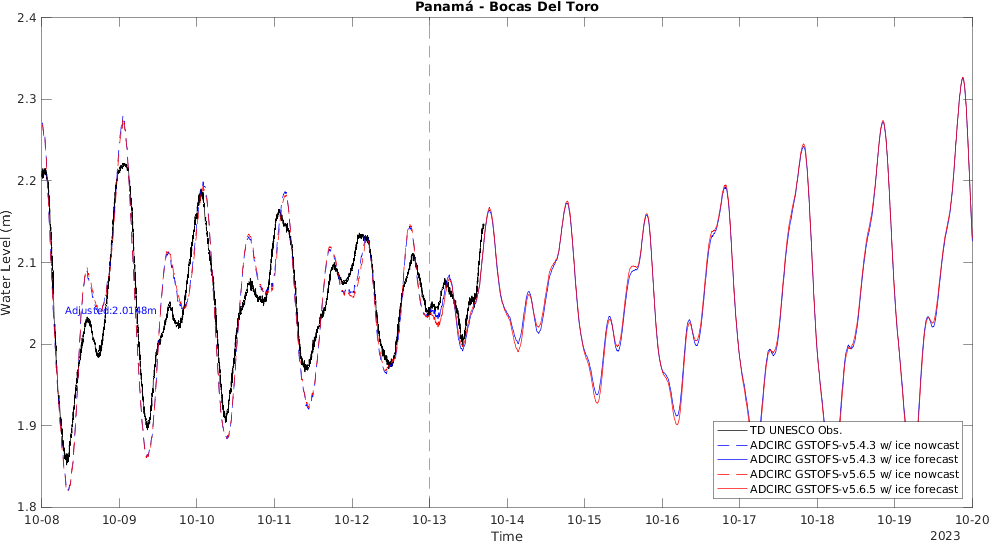 Panamá - Bocas Del Toro
Water Level (m)
2.4
2.3
2.2
2.1
2
1.9
1.8
Adjusted:2.0148m
TD UNESCO Obs.
ADCIRC GSTOFS-v5.4.3 w/ ice nowcast
ADCIRC GSTOFS-v5.4.3 w/ ice forecast
ADCIRC GSTOFS-v5.6.5 w/ ice nowcast
ADCIRC GSTOFS-v5.6.5 w/ ice forecast
10-08 10-09 10-10 10-11 10-12 10-13 10-14 10-15 10-16 10-17 10-18 10-19 10-20
Time
2023